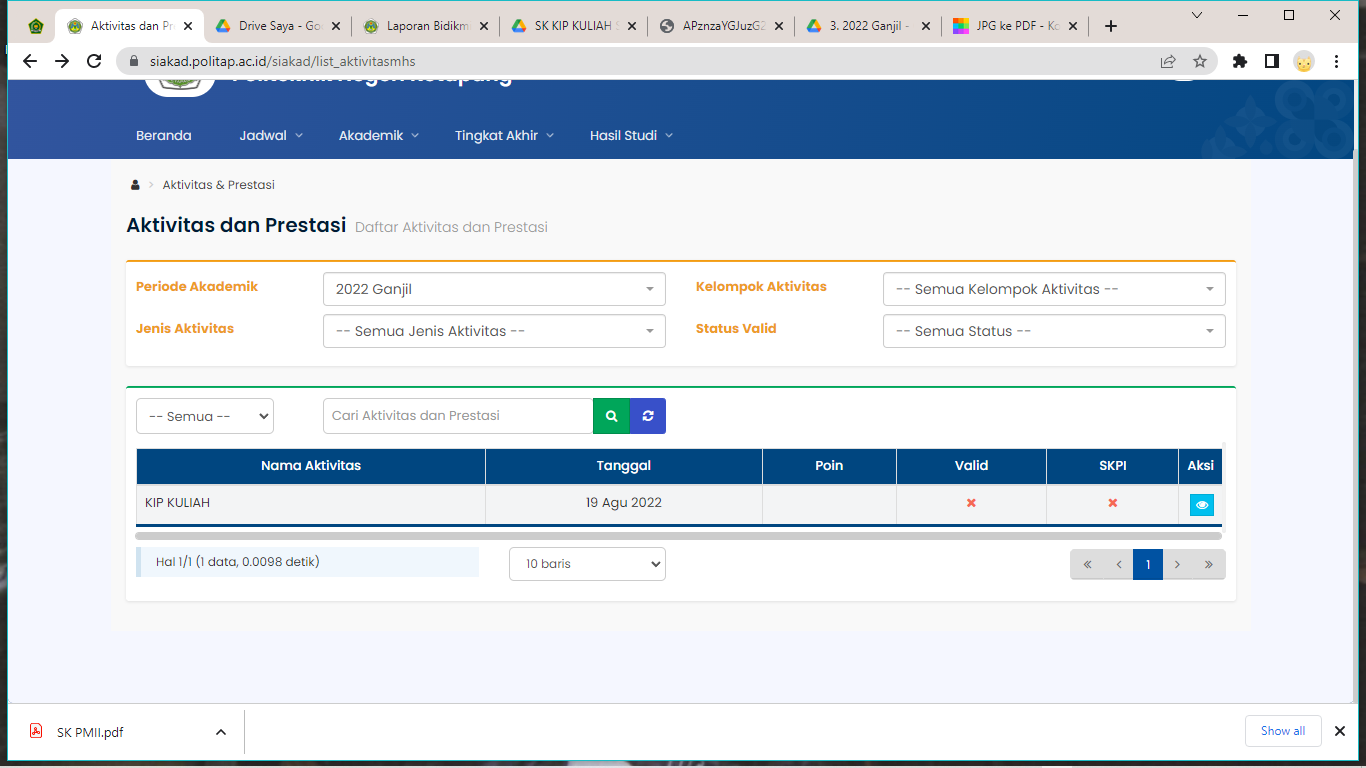 Aktivitas dan Pr
Drive Saya - Go
Laporan Bidikm
SK KIP KULIAH S
APznzaYGJuzG2
3. 2022 Ganjil -
JPG ke PDF - Ko
siakad.politap.ac.id/siakad/list_aktivitasmhs
Politeknik Negeri Ketapang
Beranda
Jadwal
Akademik
Tingkat Akhir
Hasil Studi
Aktivitas & Prestasi
Aktivitas dan Prestasi Daftar Aktivitas dan Prestasi
Periode Akademik
2022 Ganjil
Kelompok Aktivitas
-- Semua Kelompok Aktivitas --
Jenis Aktivitas
-- Semua Jenis Aktivitas --
Status Valid
-- Semua Status --
-- Semua --
Cari Aktivitas dan Prestasi
Nama Aktivitas
Tanggal
Poin
Valid
SKPI
Aksi
KIP KULIAH
19 Agu 2022
Hal 1/1 (1 data, 0.0098 detik)
10 baris
« ‹ 1 › »
SK PMII.pdf
Show all